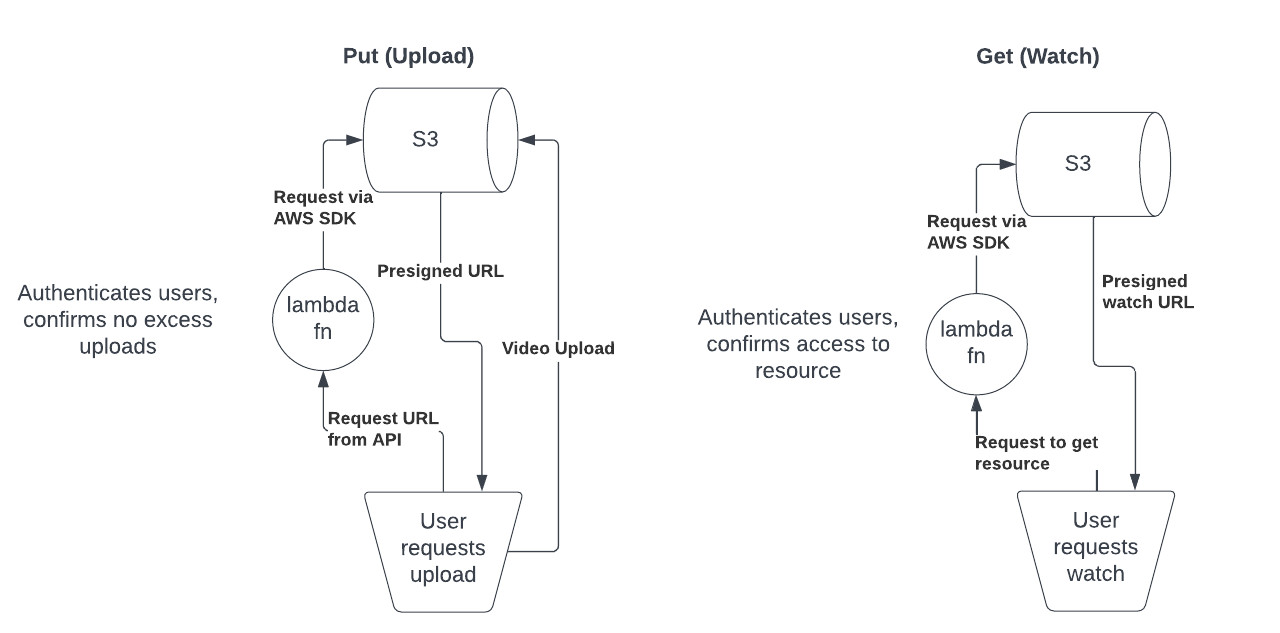 Put (Upload)
S3
Request via
AWS SDK
Presigned URL
Authenticates users,
confirms no excess
uploads
lambda
fn
Video Upload
Request URL
from API
User
requests
upload
Get (Watch)
S3
Request via
AWS SDK
Presigned
watch URL
Authenticates users,
confirms access to
resource
lambda
fn
Request to get
resource
User
requests
watch